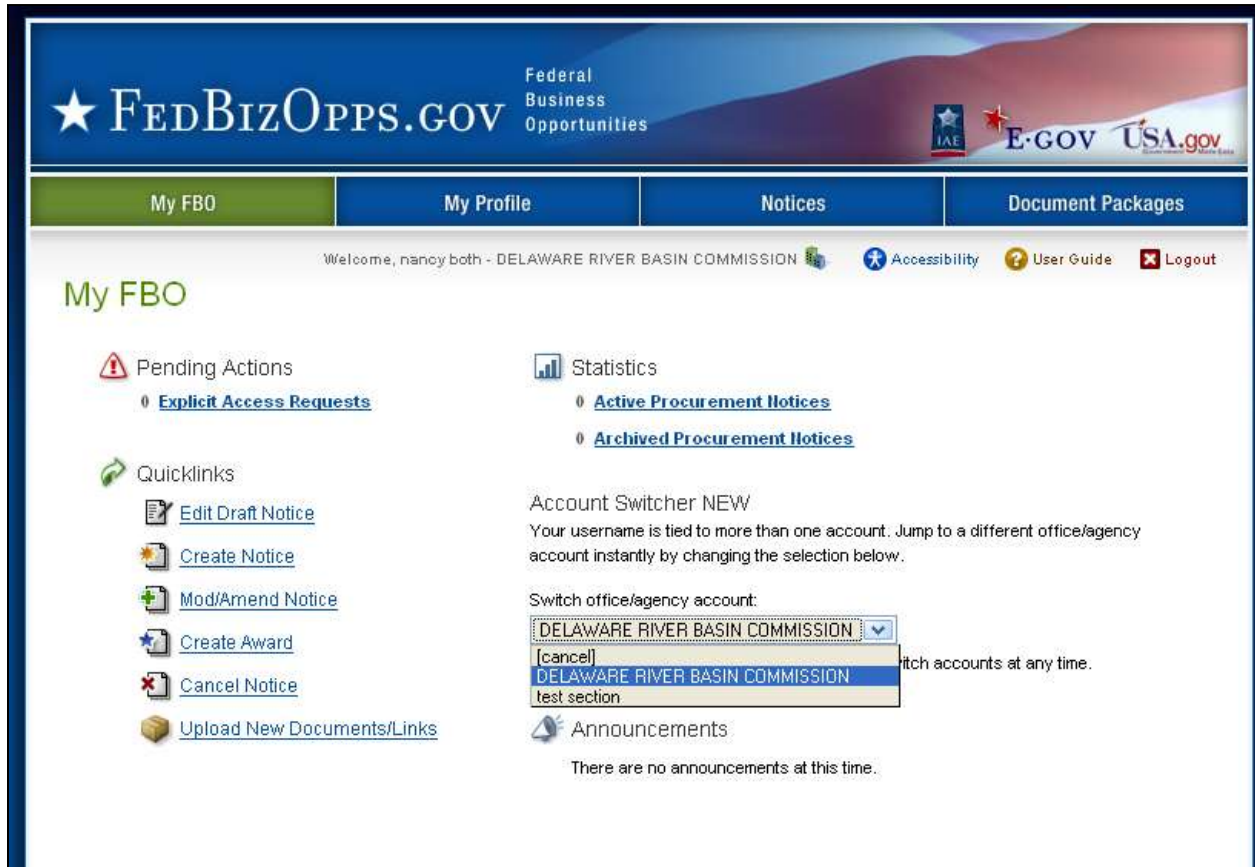 ★ FEDBIZOPPS.GOV
Federal
Business
Opportunities
IAE
E-GOV
USA.gov
My FBO
My Profile
Notices
Document Packages
Welcome, nancy both - DELAWARE RIVER BASIN COMMISSION
Accessibility
User Guide
Logout
My FBO
Pending Actions
0 Explicit Access Requests
Quicklinks
Edit Draft Notice
Create Notice
Mod/Amend Notice
Create Award
Cancel Notice
Upload New Documents/Links
Statistics
0 Active Procurement Notices
0 Archived Procurement Notices
Account Switcher NEW
Your username is tied to more than one account. Jump to a different office/agency
account instantly by changing the selection below.
Switch office/agency account:
DELAWARE RIVER BASIN COMMISSION
[cancel]
DELAWARE RIVER BASIN COMMISSION
test section
accounts at any time.
Announcements
There are no announcements at this time.